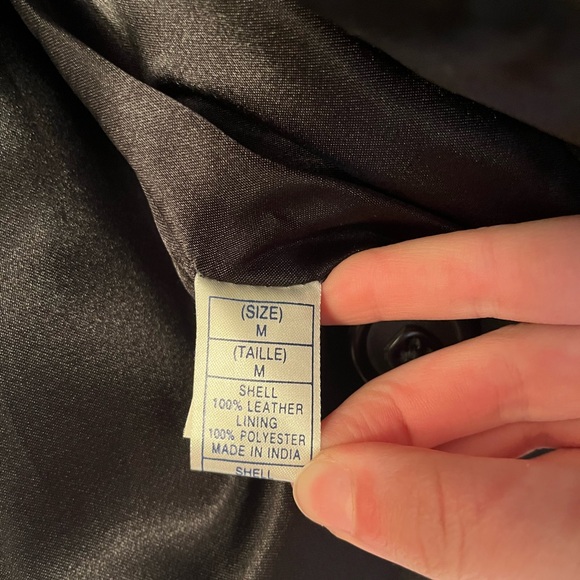 (SIZE)
M
(TAILLE)
M
SHELL
100% LEATHER
LINING
100% POLYESTER
MADE IN INDIA
SHELL